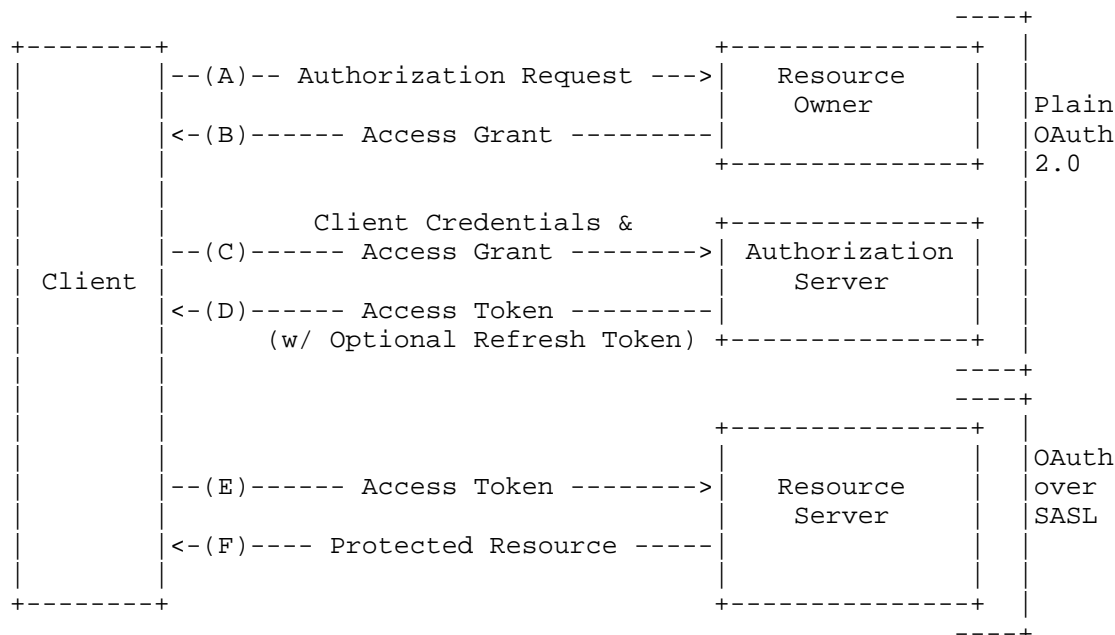 --(A)-- Authorization Request --->
Resource
Owner
<-(B)------ Access Grant ---------
Plain
OAuth
2.0
Client Credentials &
--(C)------ Access Grant -------->
Authorization
Server
Client
<-(D)------ Access Token ---------
(w/ Optional Refresh Token)
--(E)------ Access Token -------->
Resource
Server
OAuth
over
SASL
<-(F)---- Protected Resource -----